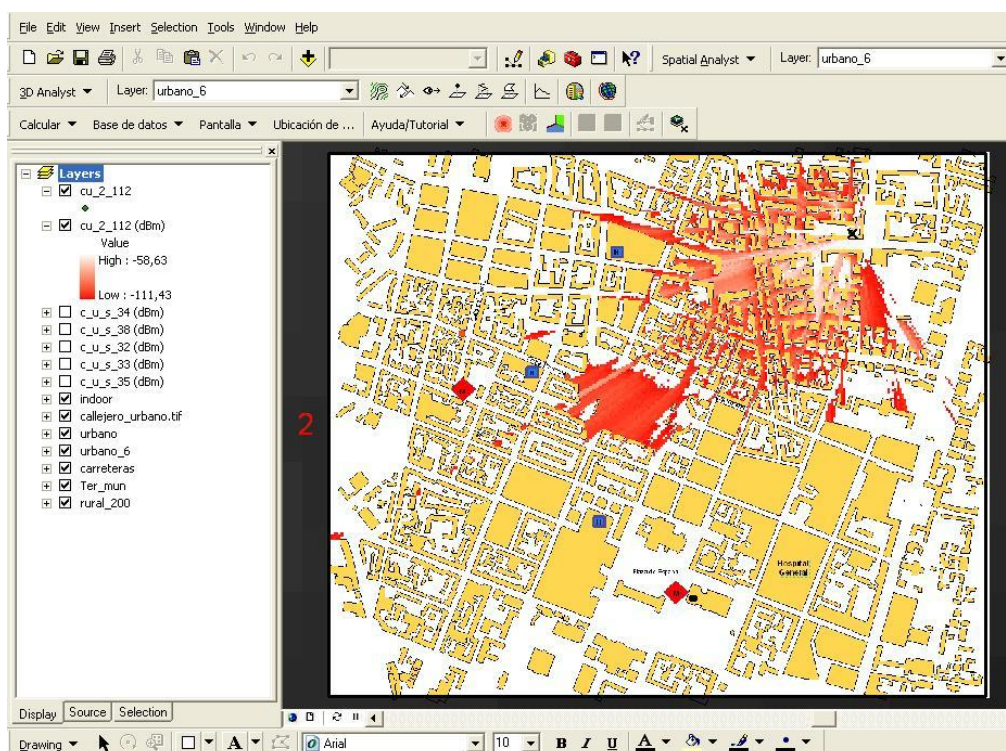 File Edit View Insert Selection Tools Window Help
Spatial Analyst Layer: urbano_6
3D Analyst Layer: urbano_6
Calcular Base de datos Pantalla Ubicación de ... Ayuda/Tutorial
Layers
cu_2_112
cu_2_112 (dBm)
Value
High : -58,63
Low : -111,43
c_u_s_34 (dBm)
c_u_s_38 (dBm)
c_u_s_32 (dBm)
c_u_s_33 (dBm)
c_u_s_35 (dBm)
indoor
callejero_urbano.tif
urbano
urbano_6
carreteras
Ter_mun
rural_200
2
Hospital
General
Display Source Selection
Drawing A Arial 10 B I U A